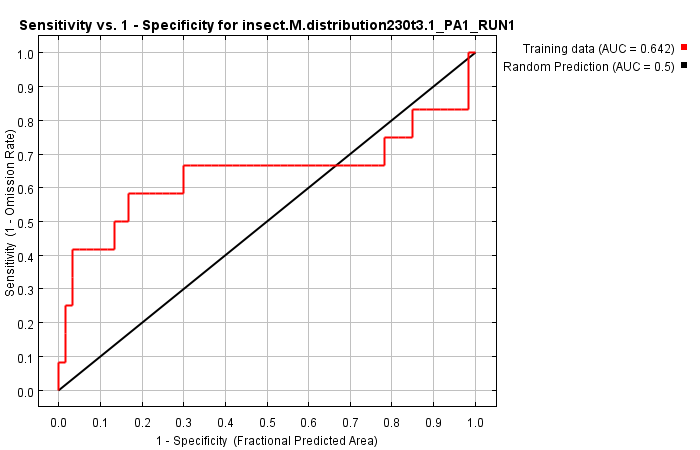 Sensitivity vs. 1 - Specificity for insect.M.distribution230t3.1_PA1_RUN1
Training data (AUC = 0.642)
Random Prediction (AUC = 0.5)
1.0
0.9
0.8
0.7
0.6
0.5
0.4
0.3
0.2
0.1
0.0
Sensitivity (1 - Omission Rate)
0.0 0.1 0.2 0.3 0.4 0.5 0.6 0.7 0.8 0.9 1.0
1 - Specificity (Fractional Predicted Area)